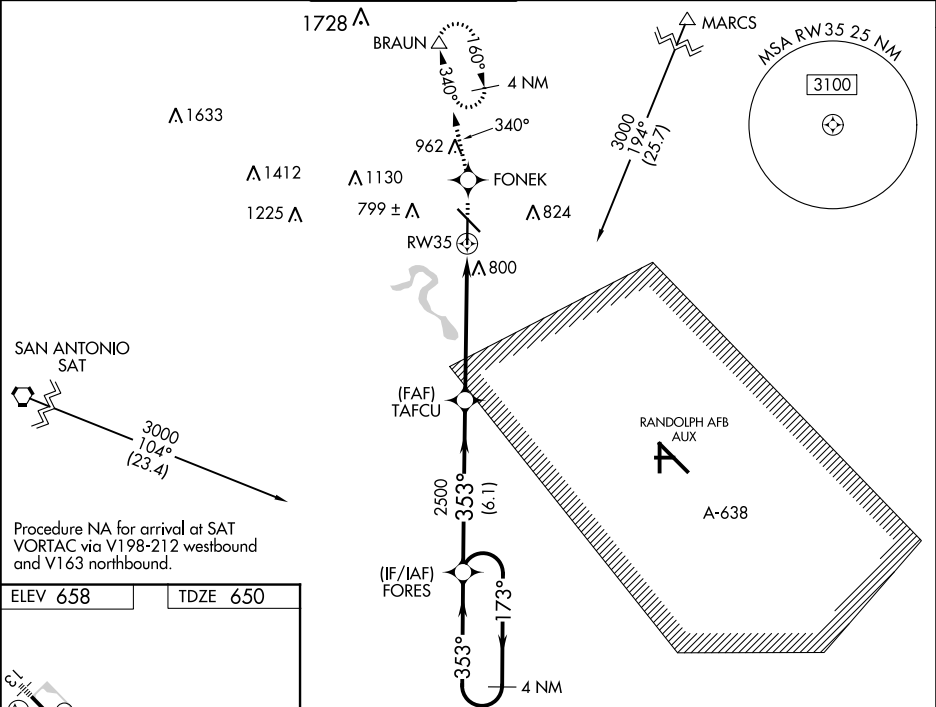 1728
BRAUN
160°
340°
4 NM
MARCS
MSA RW35 25 NM
3100
1633
340°
962
3000
194°
(25.7)
1412
1130
FONEK
1225
799 ±
824
RW35
800
SAN ANTONIO
SAT
(FAF)
TAFCU
3000
104°
(23.4)
RANDOLPH AFB
AUX
A-638
2500
353°
(6.1)
Procedure NA for arrival at SAT
VORTAC via V198-212 westbound
and V163 northbound.
(IF/IAF)
FORES
173°
353°
4 NM
ELEV 658
TDZE 650
13